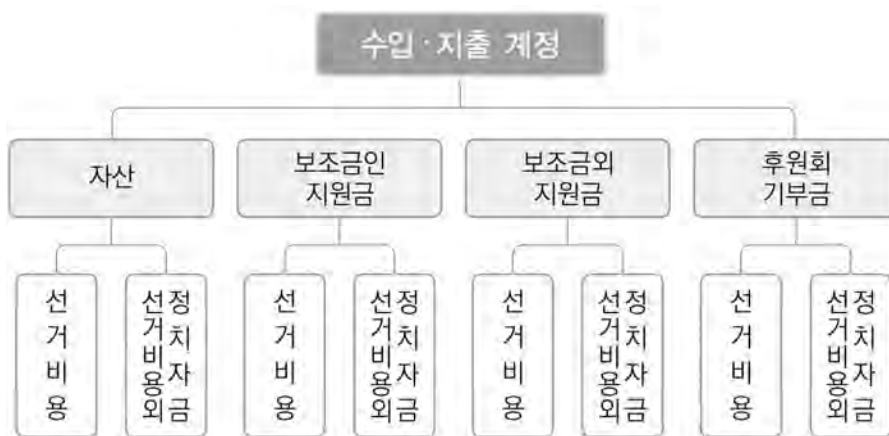 수입·지출 계정
자산
보조금인
지원금
보조금외
지원금
후원회
기부금
선거비용
선거비용외
정치자금
선거비용
선거비용외
정치자금
선거비용
선거비용외
정치자금
선거비용
선거비용외
정치자금